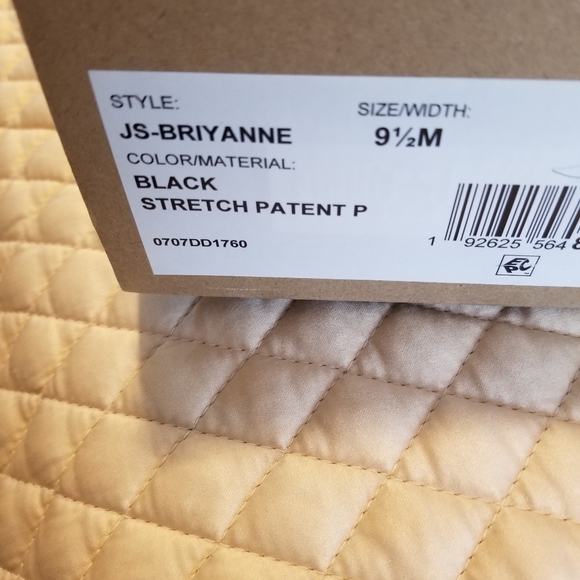 STYLE:
SIZE/WIDTH:
JS-BRIYANNE
9½M
COLOR/MATERIAL:
BLACK
STRETCH PATENT P
0707DD1760
1 92625 564